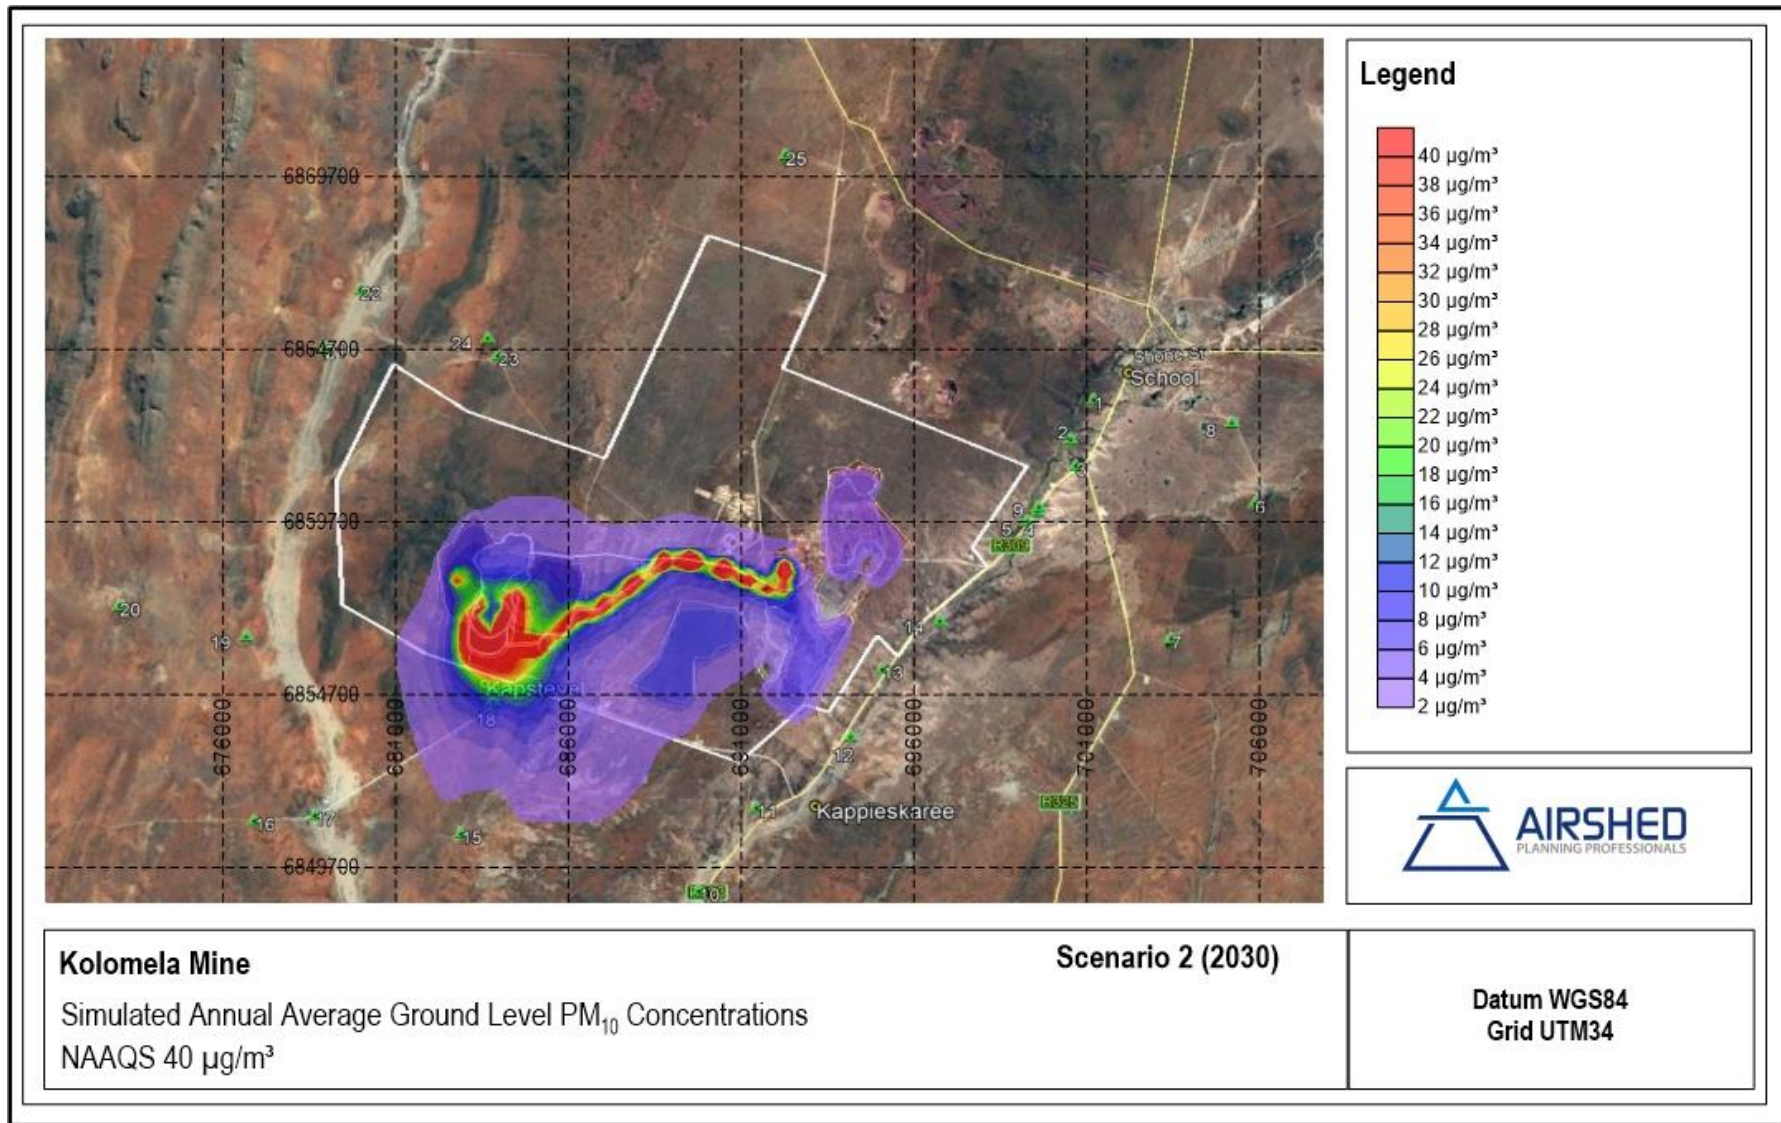 Legend
40 µg/m³
38 µg/m³
36 µg/m³
34 µg/m³
32 µg/m³
30 µg/m³
28 µg/m³
26 µg/m³
24 µg/m³
22 µg/m³
20 µg/m³
18 µg/m³
16 µg/m³
14 µg/m³
12 µg/m³
10 µg/m³
8 µg/m³
6 µg/m³
4 µg/m³
2 µg/m³
25
6869700
22
24
6864700
23
Shone St
School
1
2
8
3
6
9
6859700
5 4
R309
20
19
14
7
13
Kapstevel
6854700
18
676000
681000
686000
691000
696000
701000
706000
12
R325
11
Kappieskaree
16
17
15
6849700
10
AIRSHED
PLANNING PROFESSIONALS
Kolomela Mine
Scenario 2 (2030)
Simulated Annual Average Ground Level PM₁₀ Concentrations
NAAQS 40 µg/m³
Datum WGS84
Grid UTM34